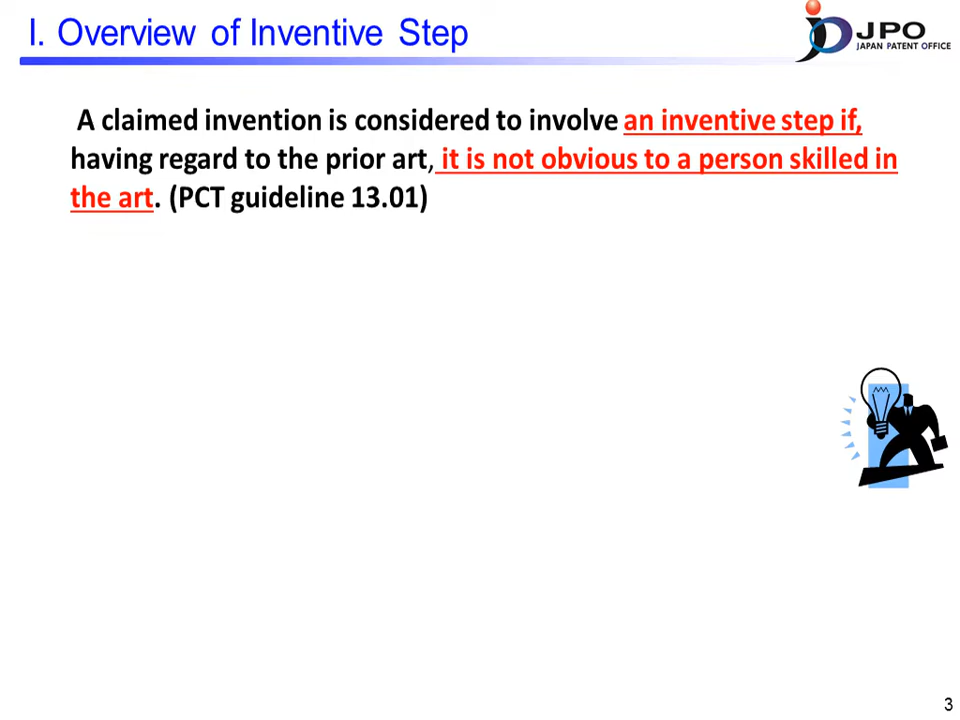 I. Overview of Inventive Step
JPO
JAPAN PATENT OFFICE
A claimed invention is considered to involve an inventive step if,
having regard to the prior art, it is not obvious to a person skilled in
the art. (PCT guideline 13.01)
3